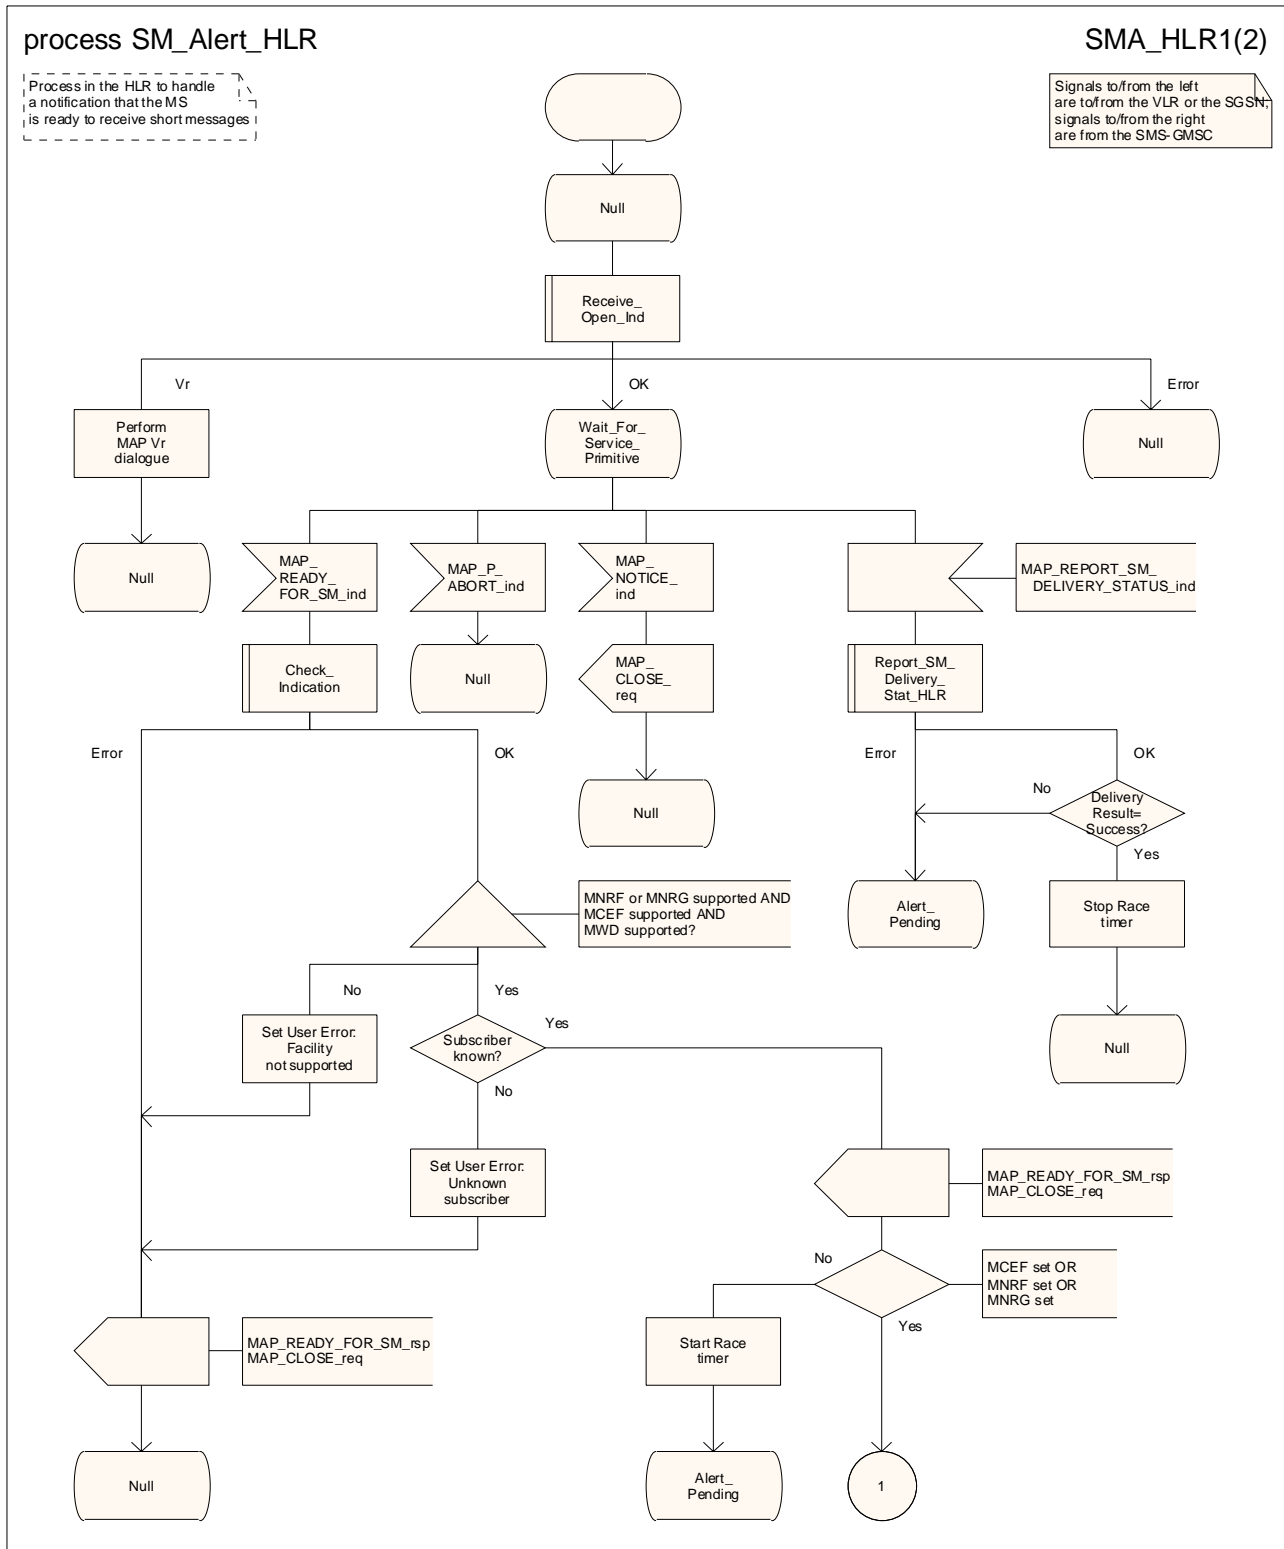 process SM_Alert_HLR
SMA_HLR1(2)
Process in the HLR to handle
a notification that the MS
is ready to receive short messages
Signals to/from the left
are to/from the VLR or the SGSN;
signals to/from the right
are from the SMS-GMSC
Null
Receive_
Open_Ind
Vr
OK
Error
Perform
MAP Vr
dialogue
Wait_For_
Service_
Primitive
Null
Null
MAP_
READY_
FOR_SM_ind
MAP_P_
ABORT_ind
MAP_
NOTICE_
ind
MAP_REPORT_SM_
DELIVERY_STATUS_ind
Check_
Indication
Null
MAP_
CLOSE_
req
Report_SM_
Delivery_
Stat_HLR
Error
OK
Error
OK
Null
No
Delivery
Result=
Success?
Yes
MNRF or MNRG supported AND
MCEF supported AND
MWD supported?
Alert_
Pending
Stop Race
timer
No
Yes
Set User Error:
Facility
not supported
Subscriber
known?
Yes
No
Null
Set User Error:
Unknown
subscriber
MAP_READY_FOR_SM_rsp
MAP_CLOSE_req
No
MCEF set OR
MNRF set OR
MNRG set
Yes
MAP_READY_FOR_SM_rsp
MAP_CLOSE_req
Start Race
timer
Null
Alert_
Pending
1